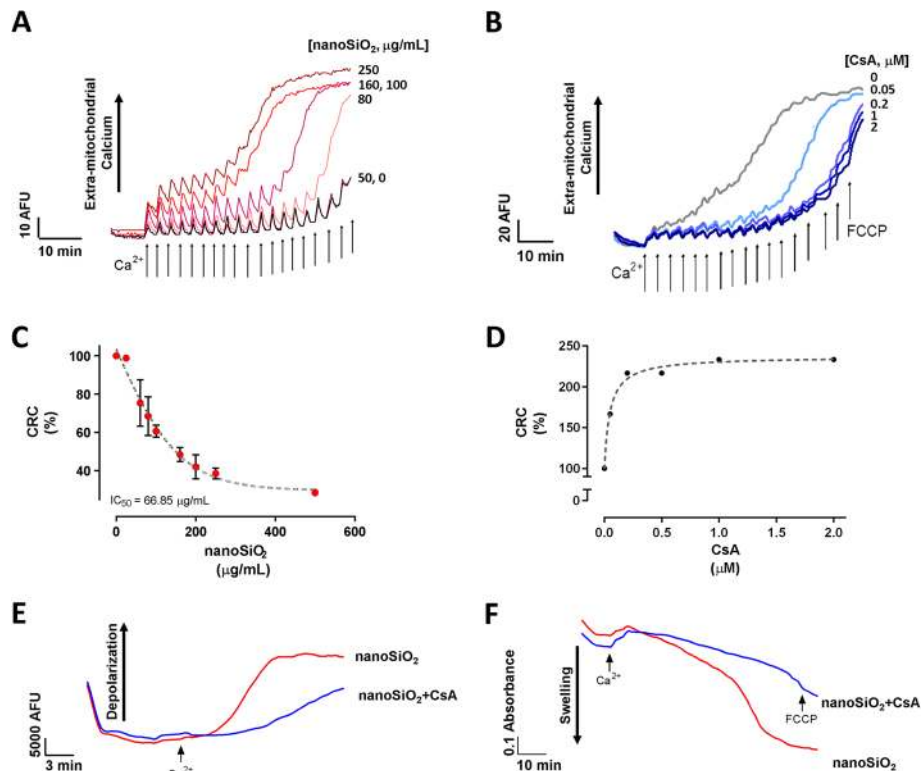 A
[nanoSiO₂, μg/mL]
250
160, 100
80
50, 0
Extra-mitochondrial
Calcium
10 AFU
10 min
Ca²⁺
B
[CsA, μM]
0
0.05
0.2
1
2
Extra-mitochondrial
Calcium
20 AFU
10 min
Ca²⁺
FCCP
C
CRC
(%)
100
80
60
40
IC₅₀ = 66.85 μg/mL
0
200
400
600
nanoSiO₂
(μg/mL)
D
CRC
(%)
250
200
150
100
0
0.0
0.5
1.0
1.5
2.0
CsA
(μM)
E
Depolarization
nanoSiO₂
nanoSiO₂+CsA
5000 AFU
3 min
F
Swelling
Ca²⁺
nanoSiO₂+CsA
FCCP
0.1 Absorbance
10 min
nanoSiO₂